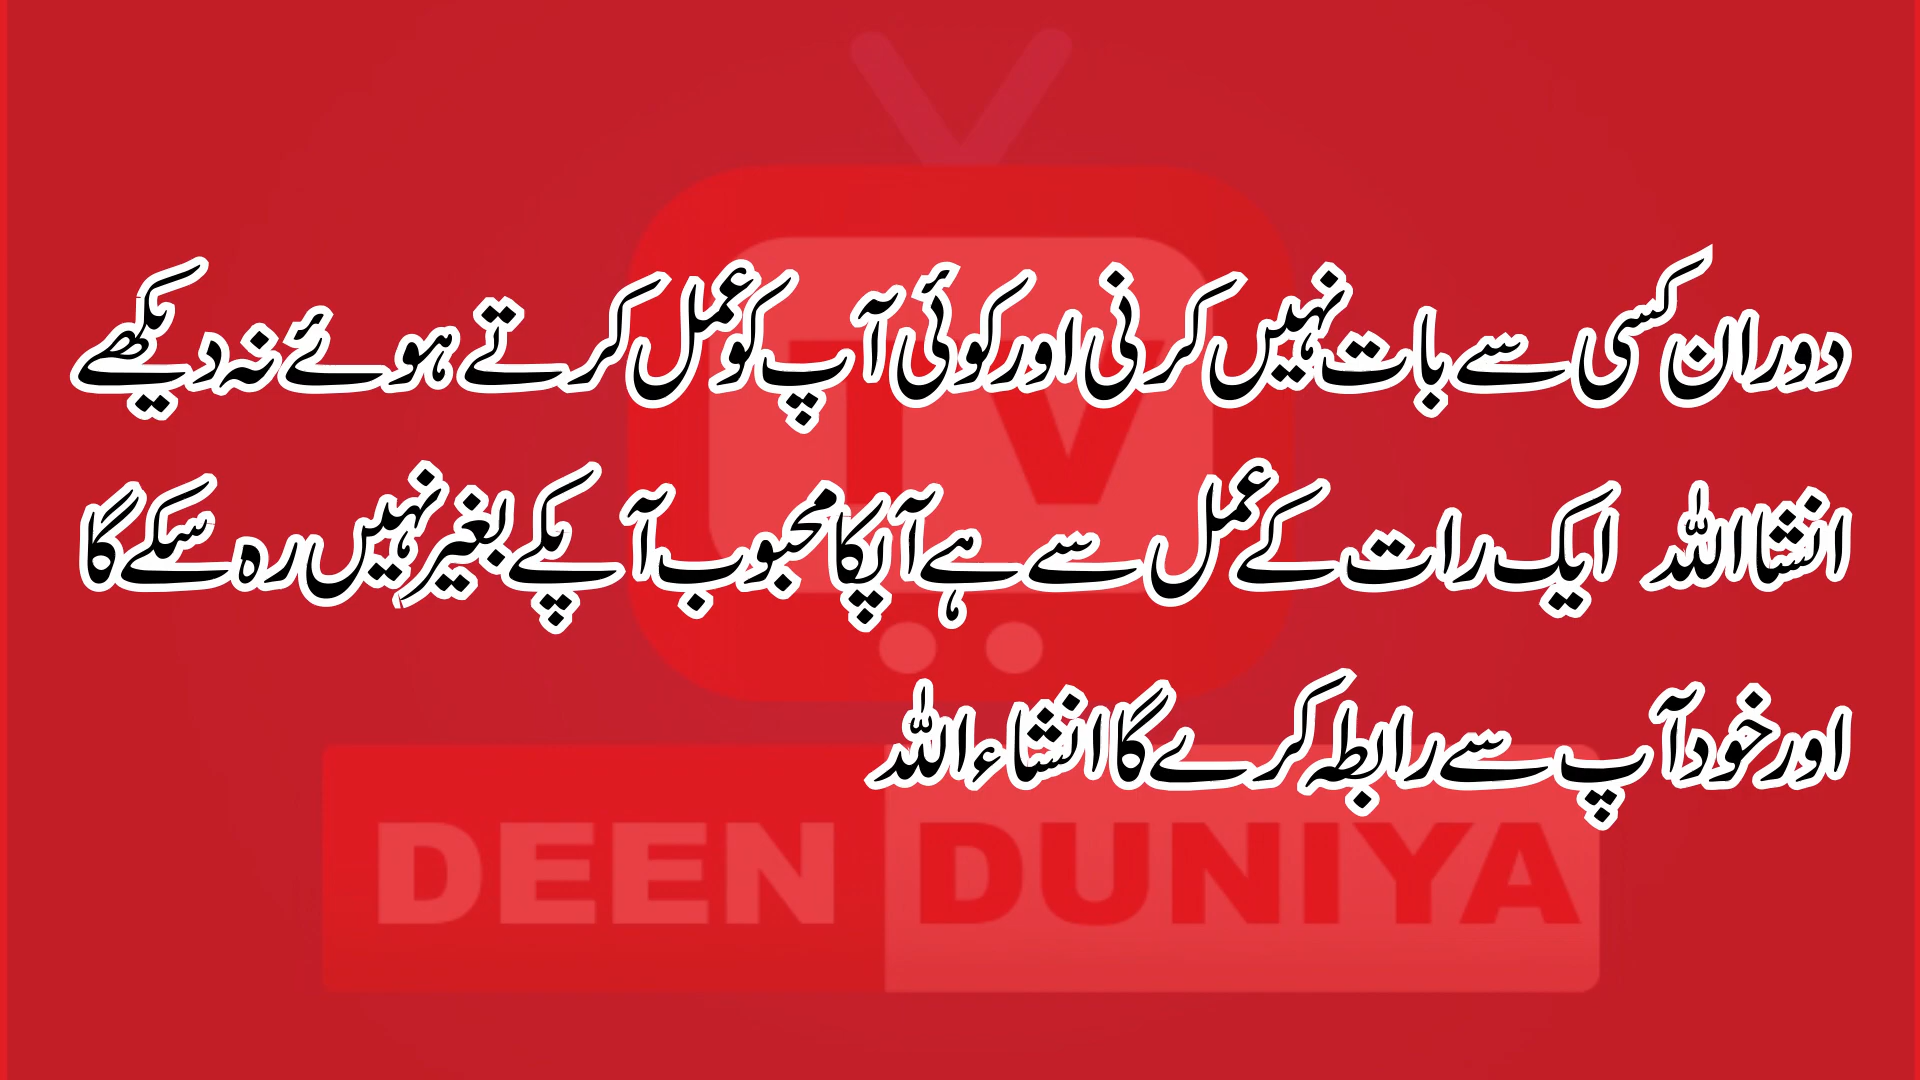 دوران کسی سے بات نہیں کرنی اور کوئی آپ کو عمل کرتے ہوئے نہ دیکھے
انشااللہ ایک رات کے عمل سے ہے آپکا محبوب آپکے بغیر نہیں رہ سکے گا
اور خود آپ سے رابطہ کرے گا انشاء اللہ
TV
DEEN DUNIYA